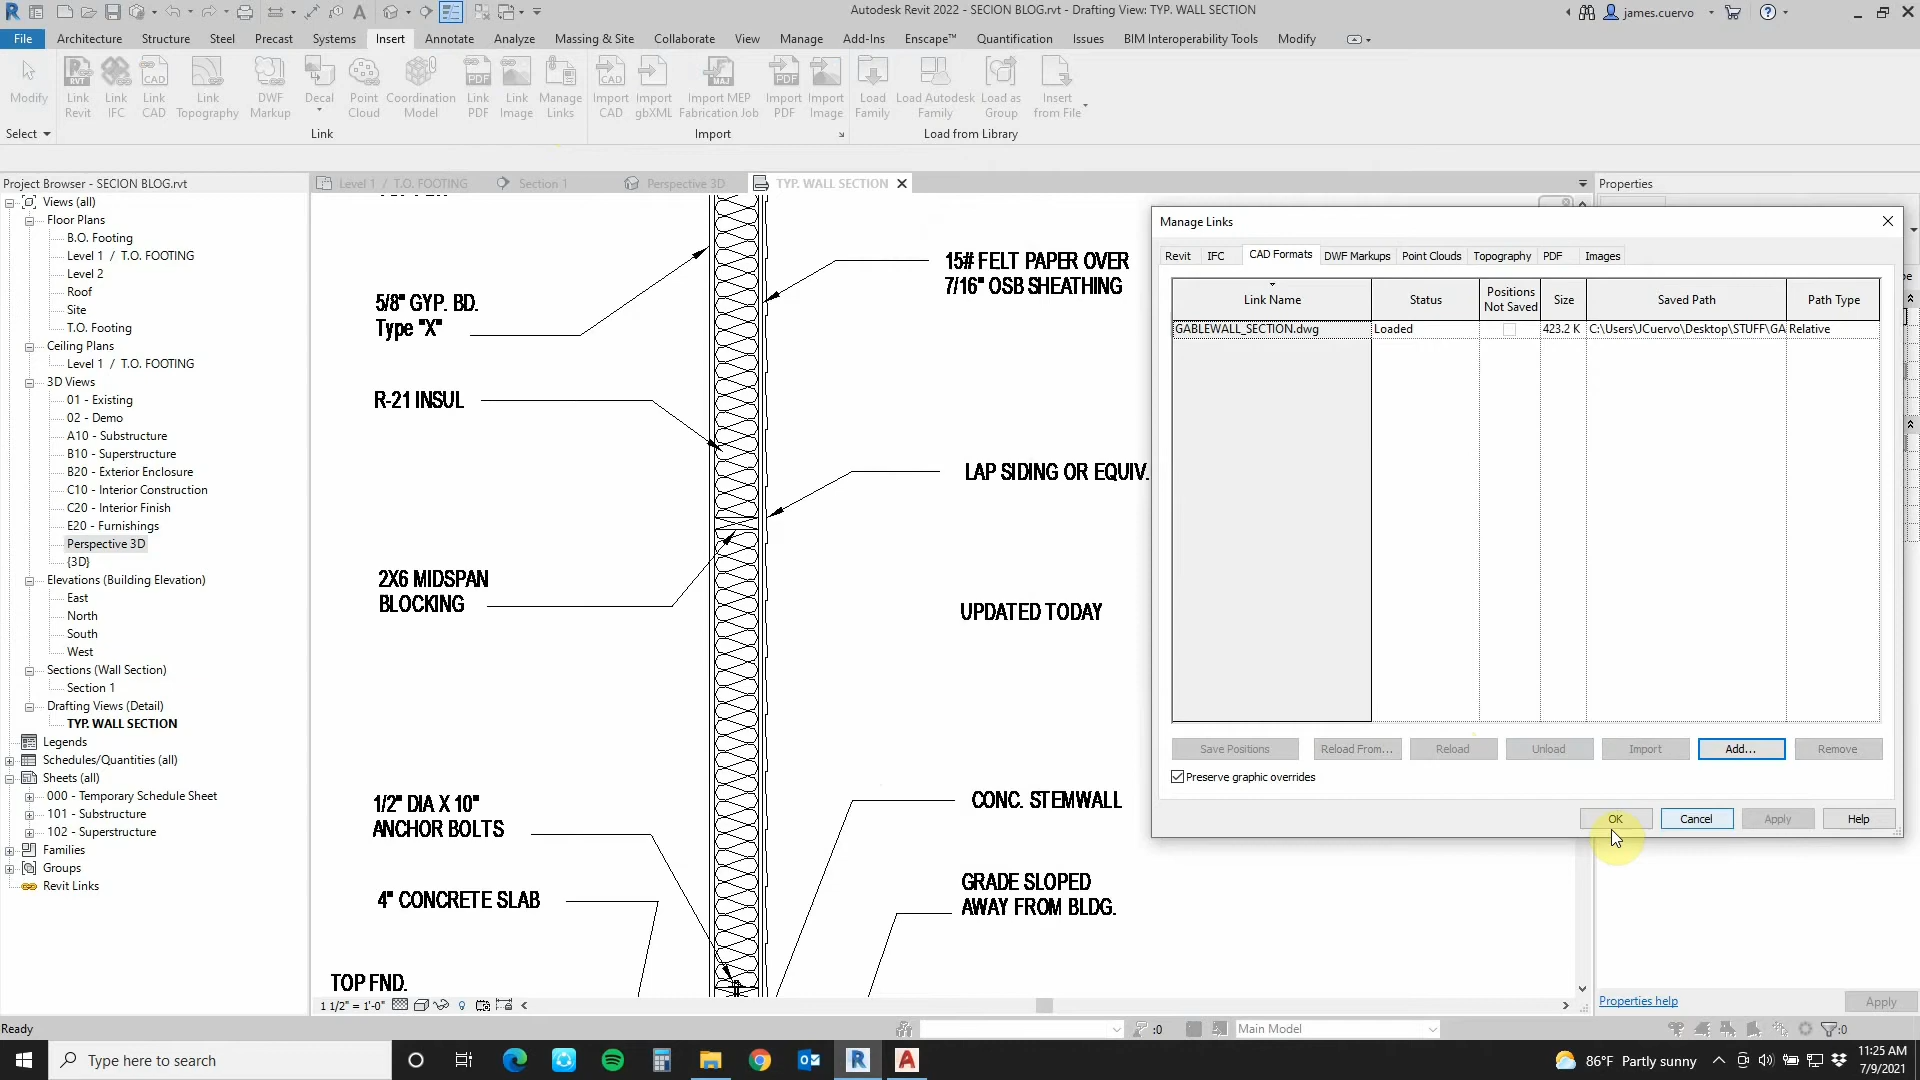 Autodesk Revit 2022 - SECION BLOG.rvt - Drafting View: TYP. WALL SECTION
james.cuervo
File Architecture Structure Steel Precast Systems Insert Annotate Analyze Massing & Site Collaborate View Manage Add-Ins Enscape™ Quantification Issues BIM Interoperability Tools Modify
Modify
Link Revit
Link IFC
Link CAD
Link Topography
DWF Markup
Decal
Point Cloud
Coordination Model
Link PDF
Link Image
Manage Links
Import CAD
Import gbXML
Import MEP Fabrication Job
Import PDF
Import Image
Load Family
Load Autodesk Family
Load as Group
Insert from File
Select
Link
Import
Load from Library
Project Browser - SECION BLOG.rvt
Views (all)
Floor Plans
B.O. Footing
Level 1 / T.O. FOOTING
Level 2
Roof
Site
T.O. Footing
Ceiling Plans
Level 1 / T.O. FOOTING
3D Views
01 - Existing
02 - Demo
A10 - Substructure
B10 - Superstructure
B20 - Exterior Enclosure
C10 - Interior Construction
C20 - Interior Finish
E20 - Furnishings
Perspective 3D
{3D}
Elevations (Building Elevation)
East
North
South
West
Sections (Wall Section)
Section 1
Drafting Views (Detail)
TYP. WALL SECTION
Legends
Schedules/Quantities (all)
Sheets (all)
000 - Temporary Schedule Sheet
101 - Substructure
102 - Superstructure
Families
Groups
Revit Links
Level 1 / T.O. FOOTING
Section 1
Perspective 3D
TYP. WALL SECTION
5/8" GYP. BD.
Type "X"
R-21 INSUL
2X6 MIDSPAN
BLOCKING
1/2" DIA X 10"
ANCHOR BOLTS
4" CONCRETE SLAB
TOP FND.
15# FELT PAPER OVER
7/16" OSB SHEATHING
LAP SIDING OR EQUIV.
UPDATED TODAY
CONC. STEMWALL
GRADE SLOPED
AWAY FROM BLDG.
1 1/2" = 1'-0"
Properties
Manage Links
Revit IFC CAD Formats DWF Markups Point Clouds Topography PDF Images
Link Name Status Positions Not Saved Size Saved Path Path Type
GABLEWALL_SECTION.dwg Loaded 423.2 K C:\Users\JCuervo\Desktop\STUFF\GA Relative
Save Positions Reload From... Reload Unload Import Add... Remove
Preserve graphic overrides
OK Cancel Apply Help
Properties help
Apply
Ready
:0
Main Model
:0
Type here to search
86°F Partly sunny
11:25 AM
7/9/2021